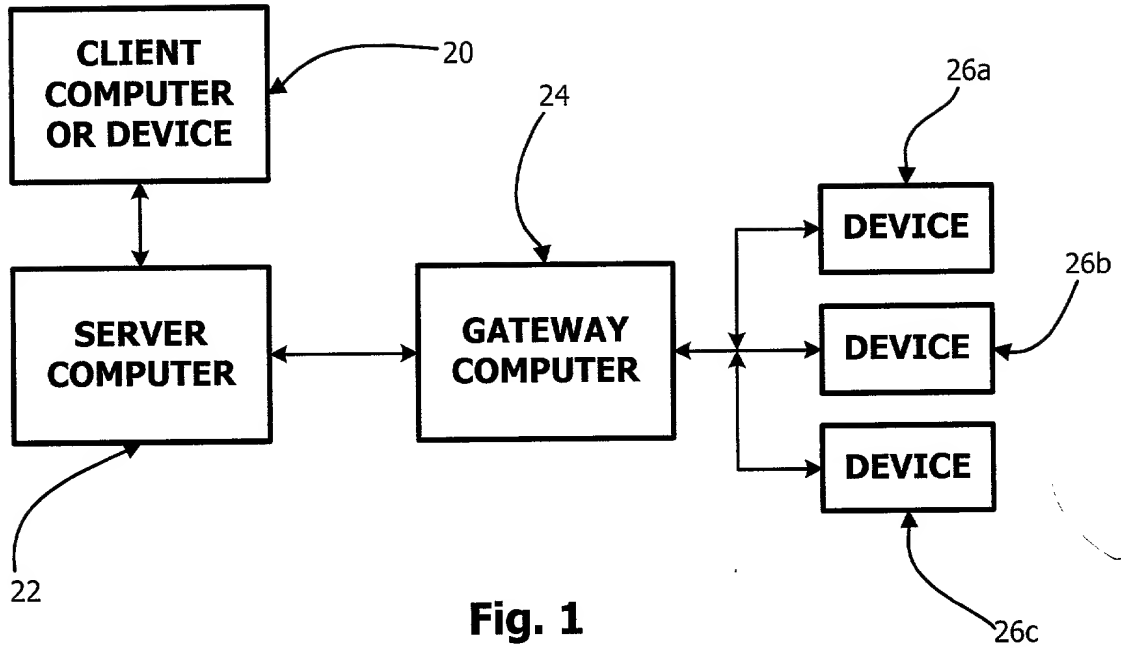 CLIENT
COMPUTER
OR DEVICE
20
24
26a
DEVICE
26b
SERVER
COMPUTER
GATEWAY
COMPUTER
DEVICE
DEVICE
22
26c
Fig. 1